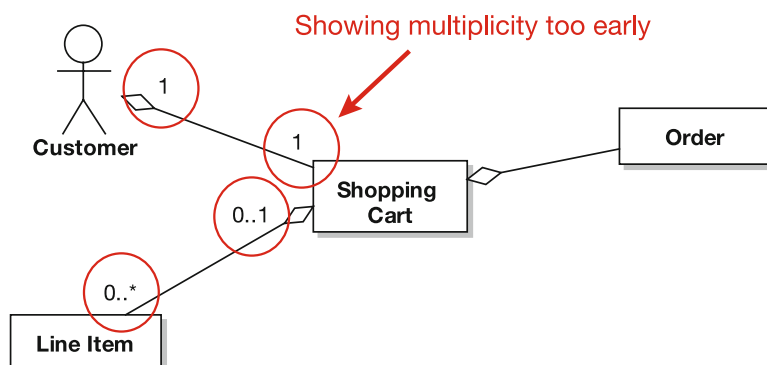 Showing multiplicity too early
1
Customer
1
Order
Shopping
Cart
0..1
0..*
Line Item